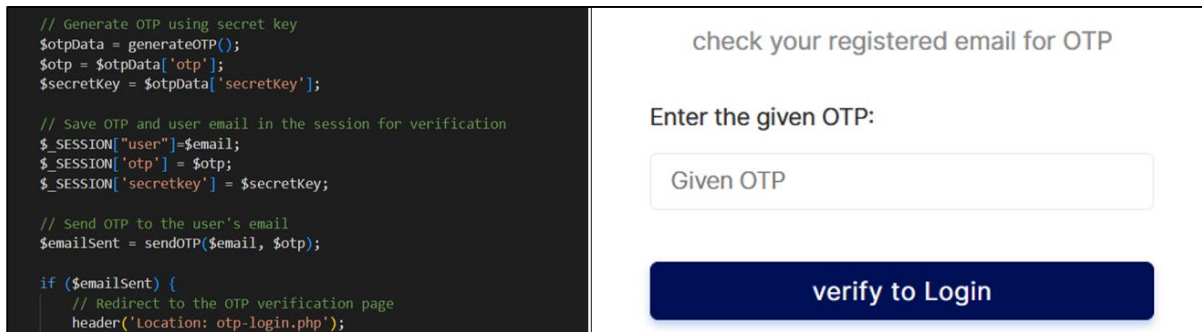 // Generate OTP using secret key
$otpData = generateOTP();
$otp = $otpData['otp'];
$secretKey = $otpData['secretKey'];
// Save OTP and user email in the session for verification
$_SESSION["user"]=$email;
$_SESSION['otp'] = $otp;
$_SESSION['secretkey'] = $secretKey;
// Send OTP to the user's email
$emailSent = sendOTP($email, $otp);
if ($emailSent) {
// Redirect to the OTP verification page
header('Location: otp-login.php');
check your registered email for OTP
Enter the given OTP:
Given OTP
verify to Login